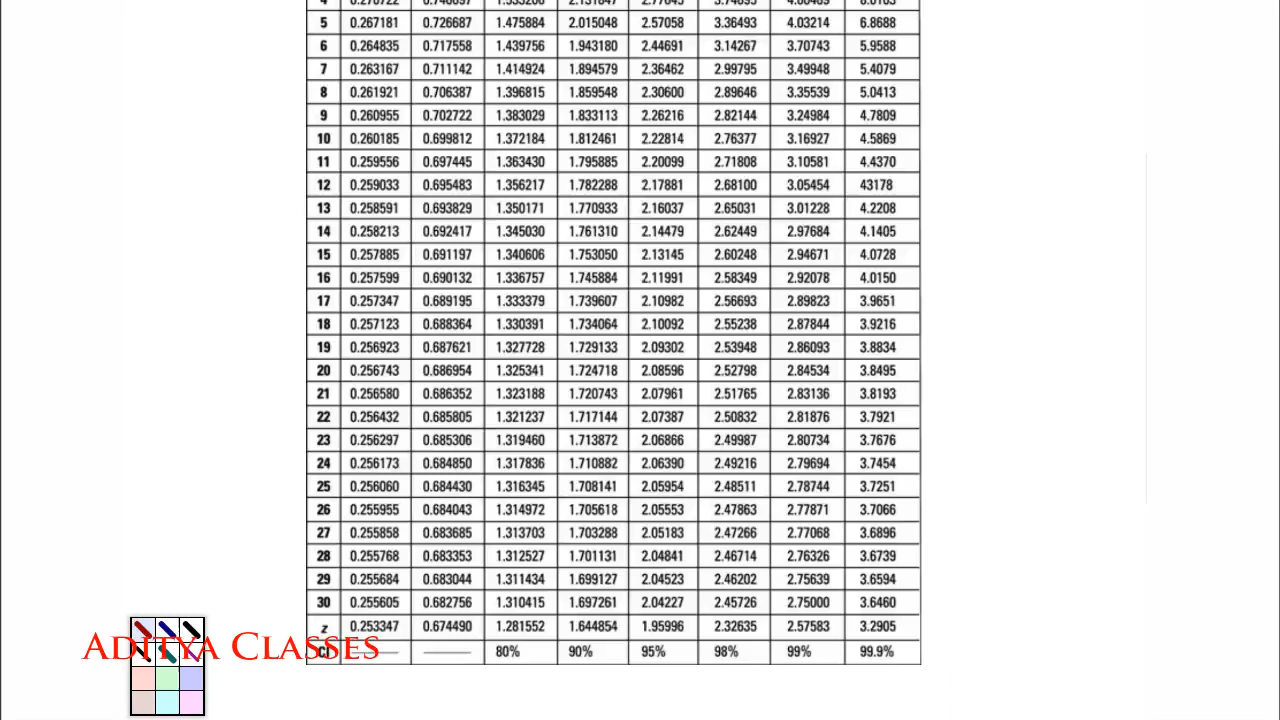 5 0.267181 0.726687 1.475884 2.015048 2.57058 3.36493 4.03214 6.8688
6 0.264835 0.717558 1.439756 1.943180 2.44691 3.14267 3.70743 5.9588
7 0.263167 0.711142 1.414924 1.894579 2.36462 2.99795 3.49948 5.4079
8 0.261921 0.706387 1.396815 1.859548 2.30600 2.89646 3.35539 5.0413
9 0.260955 0.702722 1.383029 1.833113 2.26216 2.82144 3.24984 4.7809
10 0.260185 0.699812 1.372184 1.812461 2.22814 2.76377 3.16927 4.5869
11 0.259556 0.697445 1.363430 1.795885 2.20099 2.71808 3.10581 4.4370
12 0.259033 0.695483 1.356217 1.782288 2.17881 2.68100 3.05454 43178
13 0.258591 0.693829 1.350171 1.770933 2.16037 2.65031 3.01228 4.2208
14 0.258213 0.692417 1.345030 1.761310 2.14479 2.62449 2.97684 4.1405
15 0.257885 0.691197 1.340606 1.753050 2.13145 2.60248 2.94671 4.0728
16 0.257599 0.690132 1.336757 1.745884 2.11991 2.58349 2.92078 4.0150
17 0.257347 0.689195 1.333379 1.739607 2.10982 2.56693 2.89823 3.9651
18 0.257123 0.688364 1.330391 1.734064 2.10092 2.55238 2.87844 3.9216
19 0.256923 0.687621 1.327728 1.729133 2.09302 2.53948 2.86093 3.8834
20 0.256743 0.686954 1.325341 1.724718 2.08596 2.52798 2.84534 3.8495
21 0.256580 0.686352 1.323188 1.720743 2.07961 2.51765 2.83136 3.8193
22 0.256432 0.685805 1.321237 1.717144 2.07387 2.50832 2.81876 3.7921
23 0.256297 0.685306 1.319460 1.713872 2.06866 2.49987 2.80734 3.7676
24 0.256173 0.684850 1.317836 1.710882 2.06390 2.49216 2.79694 3.7454
25 0.256060 0.684430 1.316345 1.708141 2.05954 2.48511 2.78744 3.7251
26 0.255955 0.684043 1.314972 1.705618 2.05553 2.47863 2.77871 3.7066
27 0.255858 0.683685 1.313703 1.703288 2.05183 2.47266 2.77068 3.6896
28 0.255768 0.683353 1.312527 1.701131 2.04841 2.46714 2.76326 3.6739
29 0.255684 0.683044 1.311434 1.699127 2.04523 2.46202 2.75639 3.6594
30 0.255605 0.682756 1.310415 1.697261 2.04227 2.45726 2.75000 3.6460
z 0.253347 0.674490 1.281552 1.644854 1.95996 2.32635 2.57583 3.2905
CI 80% 90% 95% 98% 99% 99.9%
ADITYA CLASSES